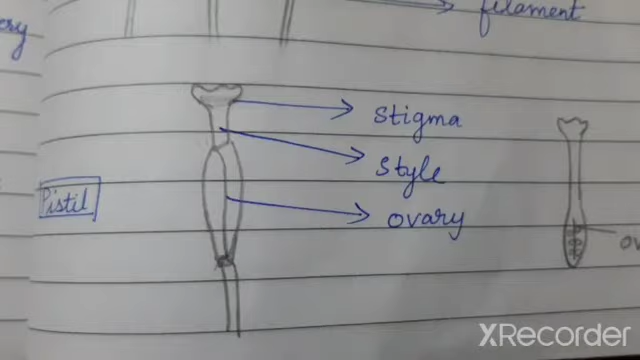 filament
Stigma
Style
Pistil
ovary
XRecorder